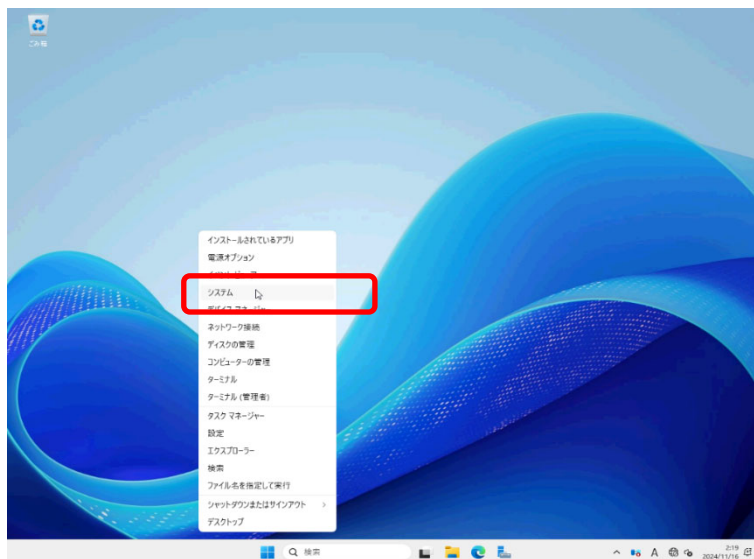 ごみ箱
インストールされているアプリ
電源オプション
システム
ネットワーク接続
ディスクの管理
コンピューターの管理
ターミナル
ターミナル (管理者)
タスク マネージャー
設定
エクスプローラー
検索
ファイル名を指定して実行
シャットダウンまたはサインアウト
デスクトップ
検索
A
2:19
2024/11/16